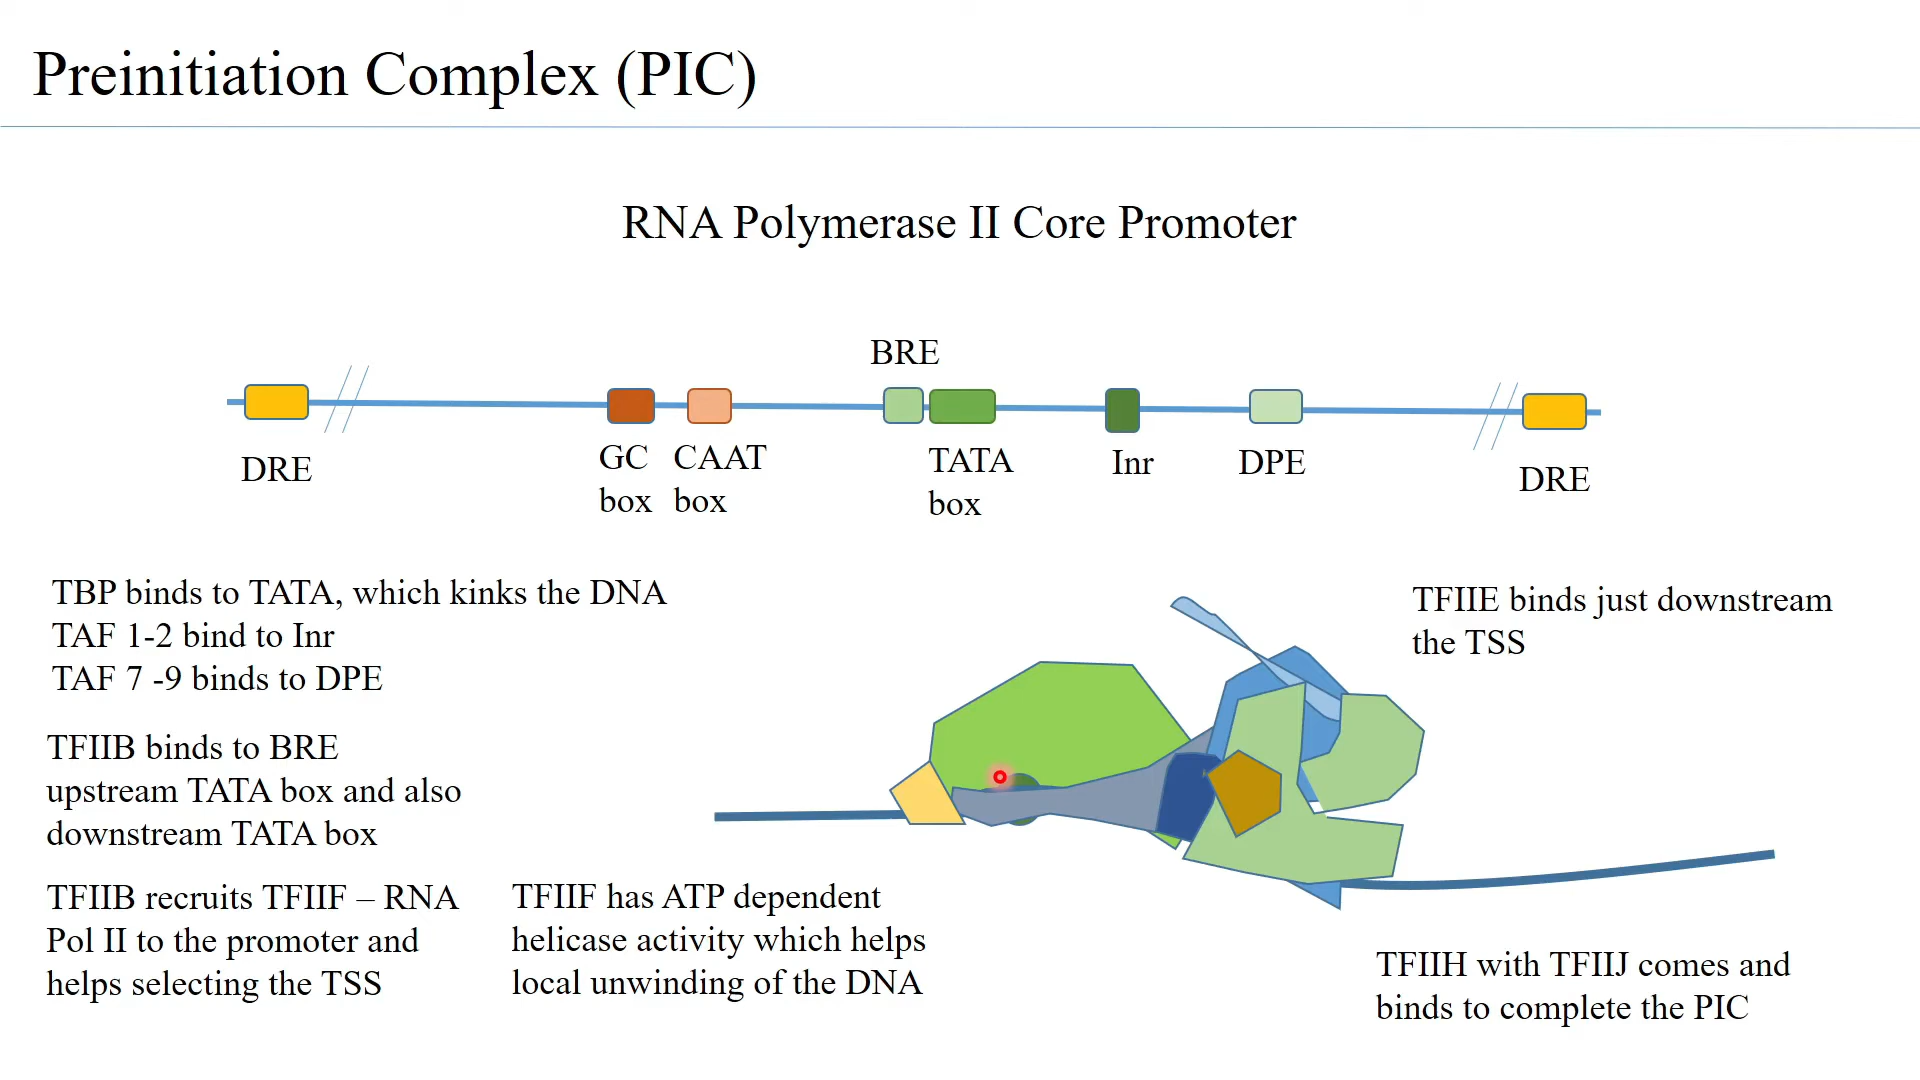 Preinitiation Complex (PIC)
RNA Polymerase II Core Promoter
BRE
DRE
GC
box
CAAT
box
TATA
box
Inr
DPE
DRE
TBP binds to TATA, which kinks the DNA
TAF 1-2 bind to Inr
TAF 7 -9 binds to DPE
TFIIB binds to BRE
upstream TATA box and also
downstream TATA box
TFIIB recruits TFIIF – RNA
Pol II to the promoter and
helps selecting the TSS
TFIIF has ATP dependent
helicase activity which helps
local unwinding of the DNA
TFIIE binds just downstream
the TSS
TFIIH with TFIIJ comes and
binds to complete the PIC